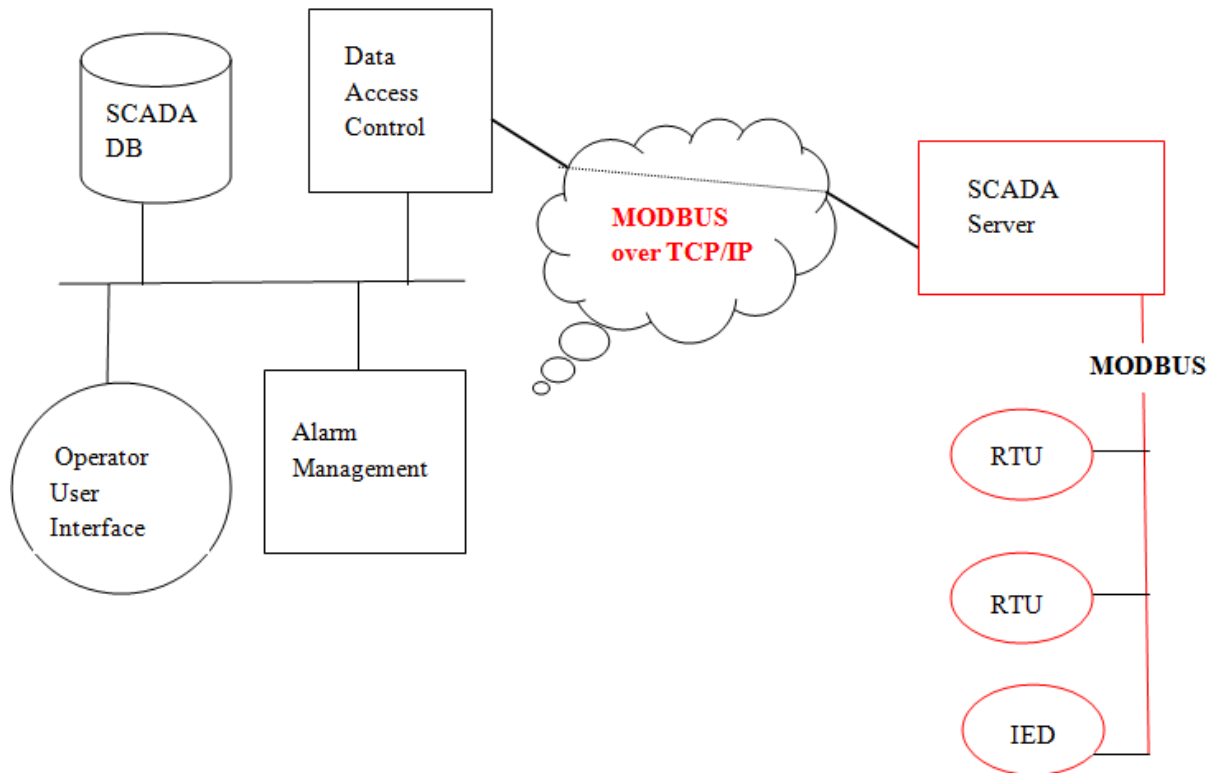 SCADA
DB
Data
Access
Control
MODBUS
over TCP/IP
SCADA
Server
MODBUS
Operator
User
Interface
Alarm
Management
RTU
RTU
IED